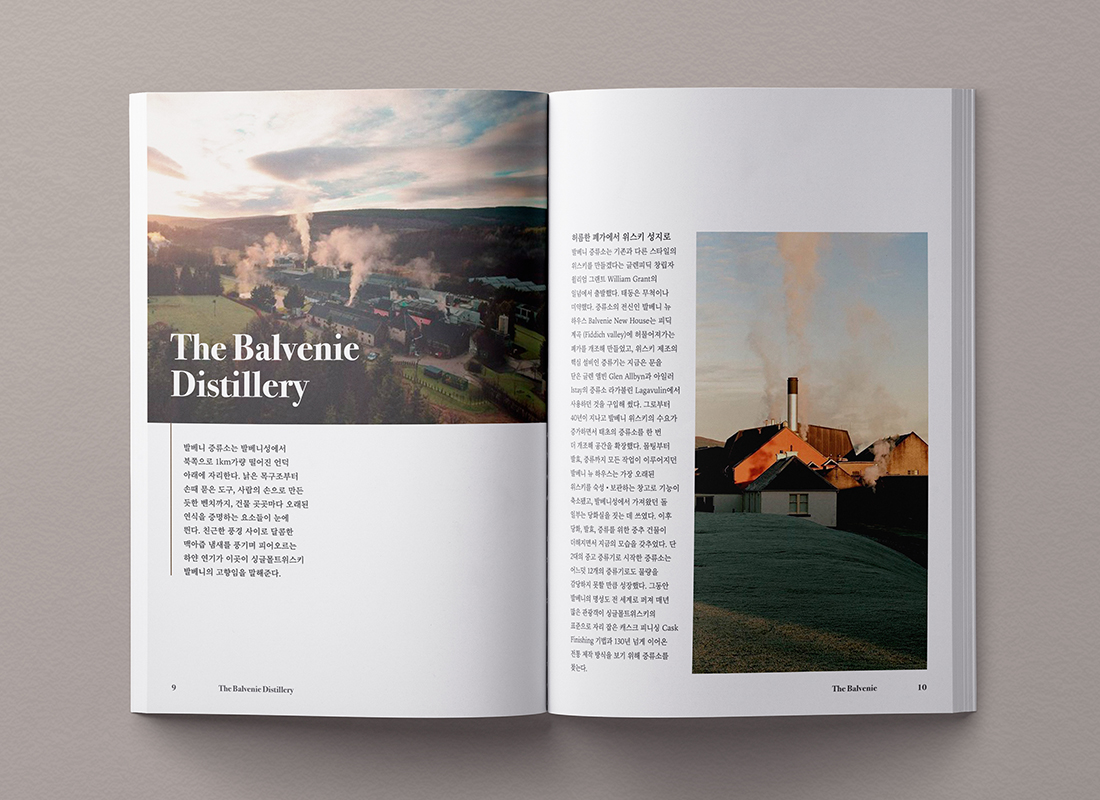 The Balvenie
Distillery
발베니 증류소는 발베니성에서
북쪽으로 1km가량 떨어진 언덕
아래에 자리한다. 낡은 목구조부터
손때 묻은 도구, 사람의 손으로 만든
듯한 벤치까지, 건물 곳곳마다 오래된
연식을 증명하는 요소들이 눈에
띈다. 친근한 풍경 사이로 달콤한
맥아즙 냄새를 풍기며 피어오르는
하얀 연기가 이곳이 싱글몰트위스키
발베니의 고향임을 말해준다.
9
The Balvenie Distillery
허름한 폐가에서 위스키 성지로
발베니 증류소는 기존과 다른 스타일의
위스키를 만들겠다는 글렌피딕 창립자
윌리엄 그랜트 William Grant의
일념에서 출발했다. 태동은 무척이나
미약했다. 증류소의 전신인 발베니 뉴
하우스 Balvenie New House는 피딕
계곡 (Fiddich valley)에 허물어져가는
폐가를 개조해 만들었고, 위스키 제조의
핵심 설비인 증류기는 지금은 문을
닫은 글렌 앨빈 Glen Allbyn과 아일러
Islay의 증류소 라가불린 Lagavulin에서
사용하던 것을 구입해 썼다. 그로부터
40년이 지나고 발베니 위스키의 수요가
증가하면서 태초의 증류소를 한 번
더 개조해 공간을 확장했다. 몰팅부터
발효, 증류까지 모든 작업이 이루어지던
발베니 뉴 하우스는 가장 오래된
위스키를 숙성 • 보관하는 창고로 기능이
축소됐고, 발베니성에서 가져왔던 돌
일부는 당화실을 짓는 데 쓰였다. 이후
당화, 발효, 증류를 위한 중추 건물이
더해지면서 지금의 모습을 갖추었다. 단
2대의 중고 증류기로 시작한 증류소는
어느덧 12개의 증류기로도 물량을
감당하지 못할 만큼 성장했다. 그동안
발베니의 명성도 전 세계로 퍼져 매년
많은 관광객이 싱글몰트위스키의
표준으로 자리 잡은 캐스크 피니싱 Cask
Finishing 기법과 130년 넘게 이어온
전통 제작 방식을 보기 위해 증류소를
찾는다.
The Balvenie
10